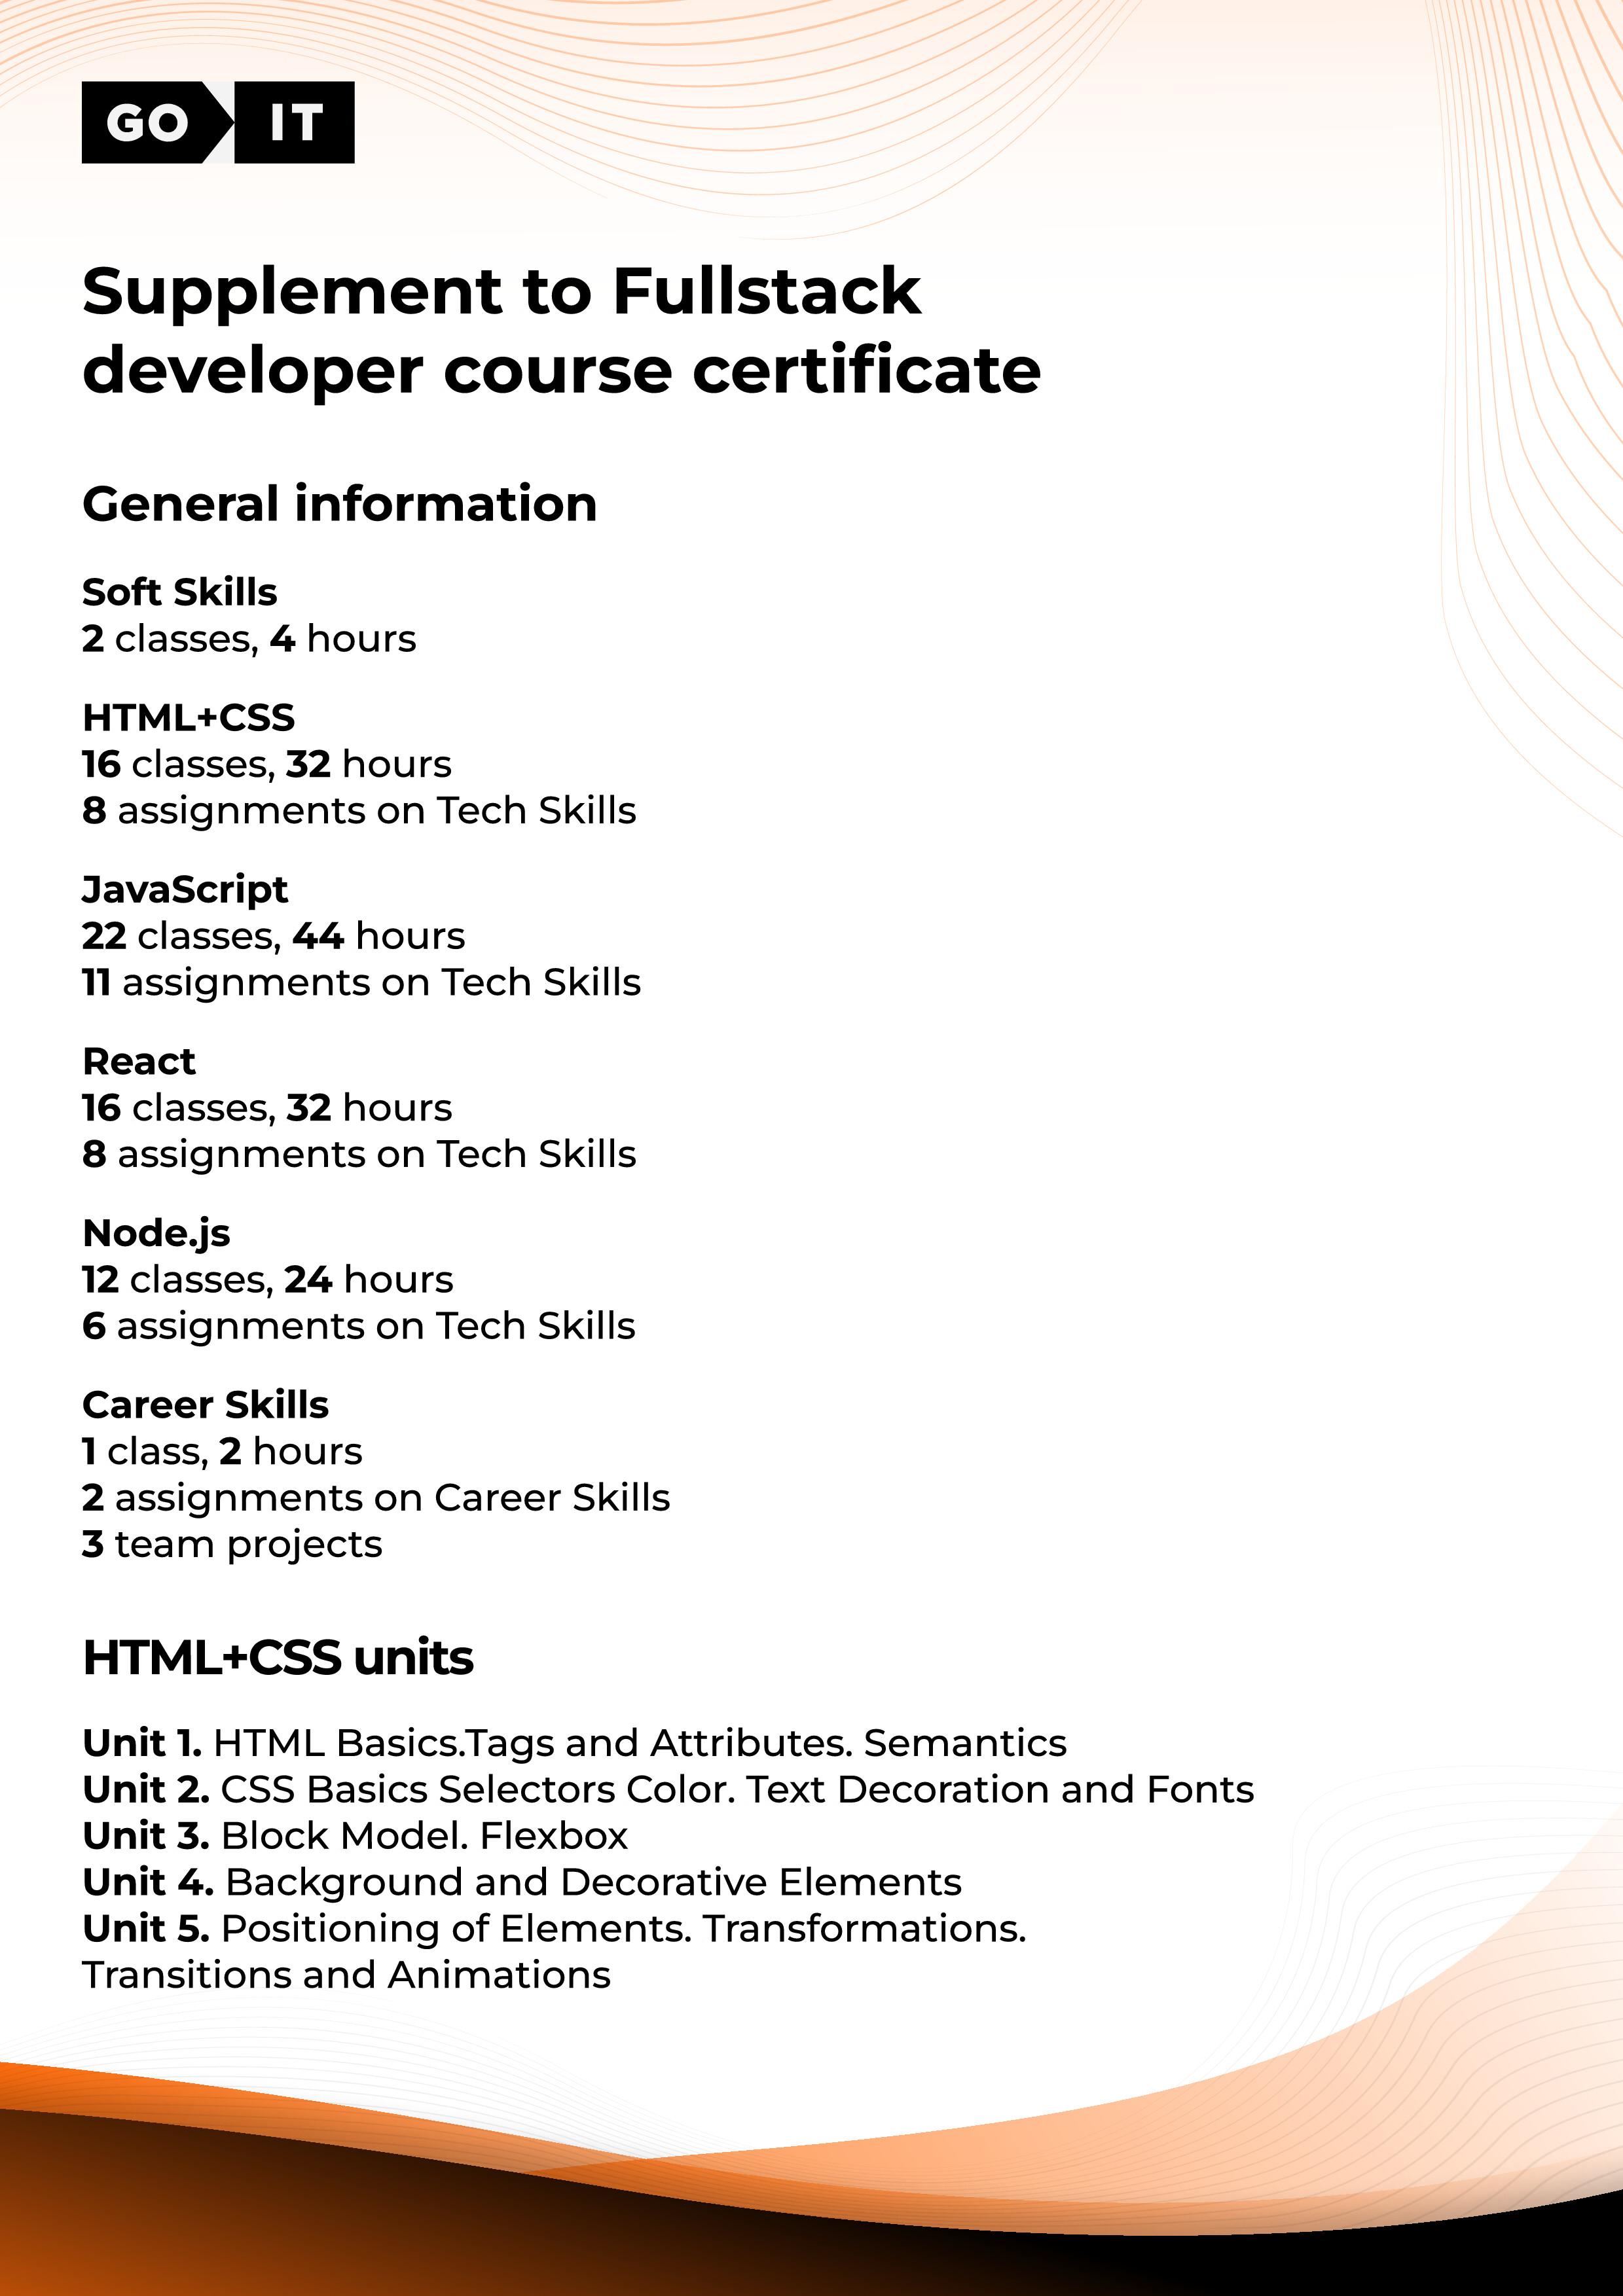 GO IT
Supplement to Fullstack
developer course certificate
General information
Soft Skills
2 classes, 4 hours
HTML+CSS
16 classes, 32 hours
8 assignments on Tech Skills
JavaScript
22 classes, 44 hours
11 assignments on Tech Skills
React
16 classes, 32 hours
8 assignments on Tech Skills
Node.js
12 classes, 24 hours
6 assignments on Tech Skills
Career Skills
1 class, 2 hours
2 assignments on Career Skills
3 team projects
HTML+CSS units
Unit 1. HTML Basics.Tags and Attributes. Semantics
Unit 2. CSS Basics Selectors Color. Text Decoration and Fonts
Unit 3. Block Model. Flexbox
Unit 4. Background and Decorative Elements
Unit 5. Positioning of Elements. Transformations.
Transitions and Animations